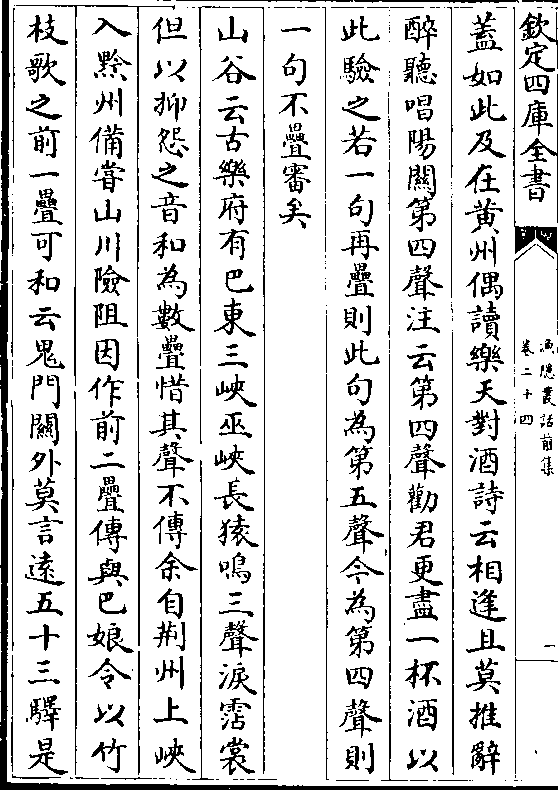 欽定四庫全書
漁隱叢話前集
卷二十四
一
蓋如此及在黄州偶讀樂天對酒詩云相逢且莫推辭
醉聽唱陽關第四聲注云第四聲勸君更盡一杯酒以
此驗之若一句再疊則此句為第五聲今為第四聲則
一句不疊審矣
山谷云古樂府有巴東三峽巫峽長猿鳴三聲淚霑裳
但以抑怨之音和為數疊惜其聲不傳余自荆州上峽
入黔州備嘗山川險阻因作前二疊傳與巴娘令以竹
枝歌之前一疊可和云鬼門關外莫言遠五十三驛是